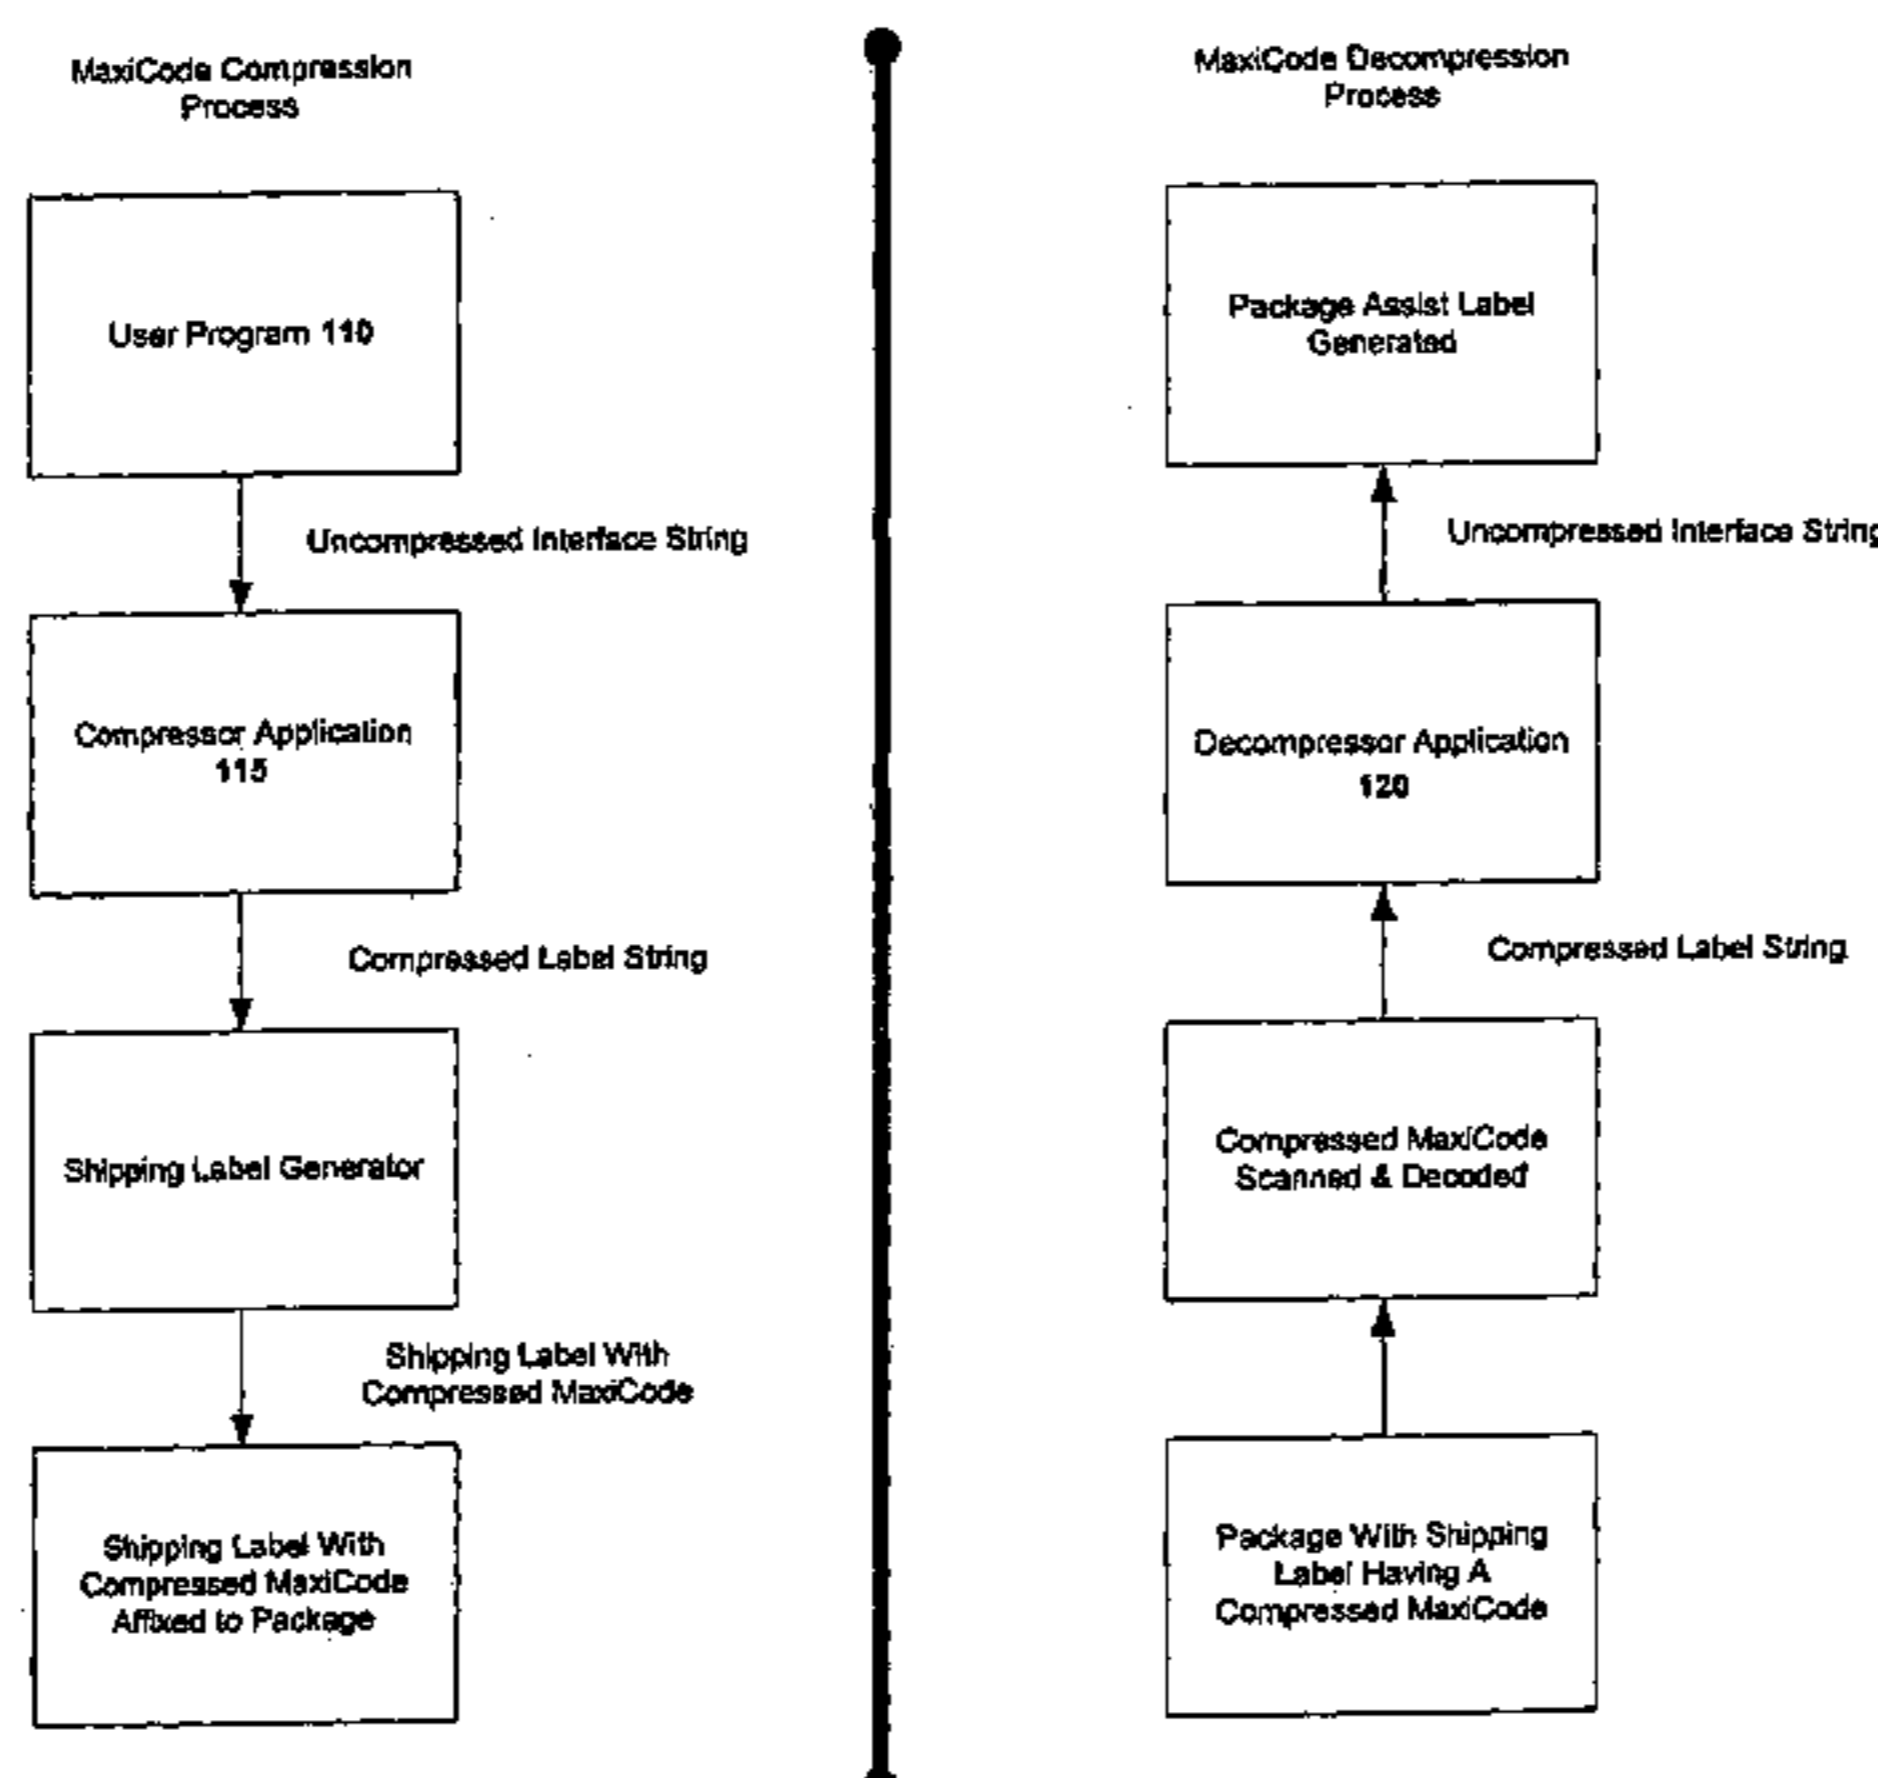 MaxiCode Compression
Process
User Program 110
Uncompressed Interface String
Compressor Application
115
Compressed Label String
Shipping Label Generator
Shipping Label With
Compressed MaxiCode
Shipping Label With
Compressed MaxiCode
Affixed to Package
MaxiCode Decompression
Process
Package Assist Label
Generated
Uncompressed Interface String
Decompressor Application
120
Compressed Label String
Compressed MaxiCode
Scanned & Decoded
Package With Shipping
Label Having A
Compressed MaxiCode